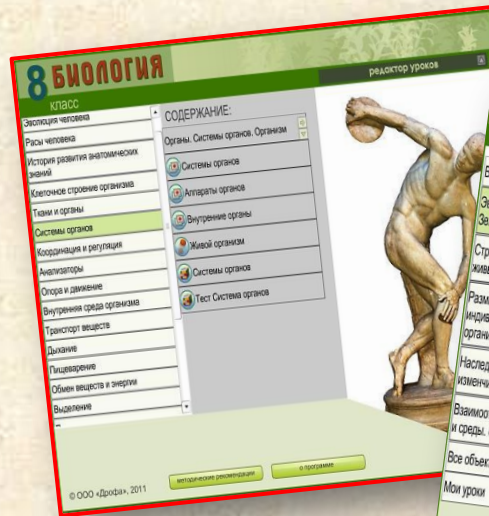 8 БИОЛОГИЯ
класс
редактор уроков
Эволюция человека
Расы человека
История развития анатомических
знаний
Клеточное строение организма
Ткани и органы
Системы органов
Координация и регуляция
Анализаторы
Опора и движение
Внутренняя среда организма
Транспорт веществ
Дыхание
Пищеварение
Обмен веществ и энергии
Выделение
СОДЕРЖАНИЕ:
Органы. Системы органов. Организм
Системы органов
Аппараты органов
Внутренние органы
Живой организм
Системы органов
Тест Система органов
методические рекомендации
о программе
© ООО «Дрофа», 2011
и среды.
Мои уроки